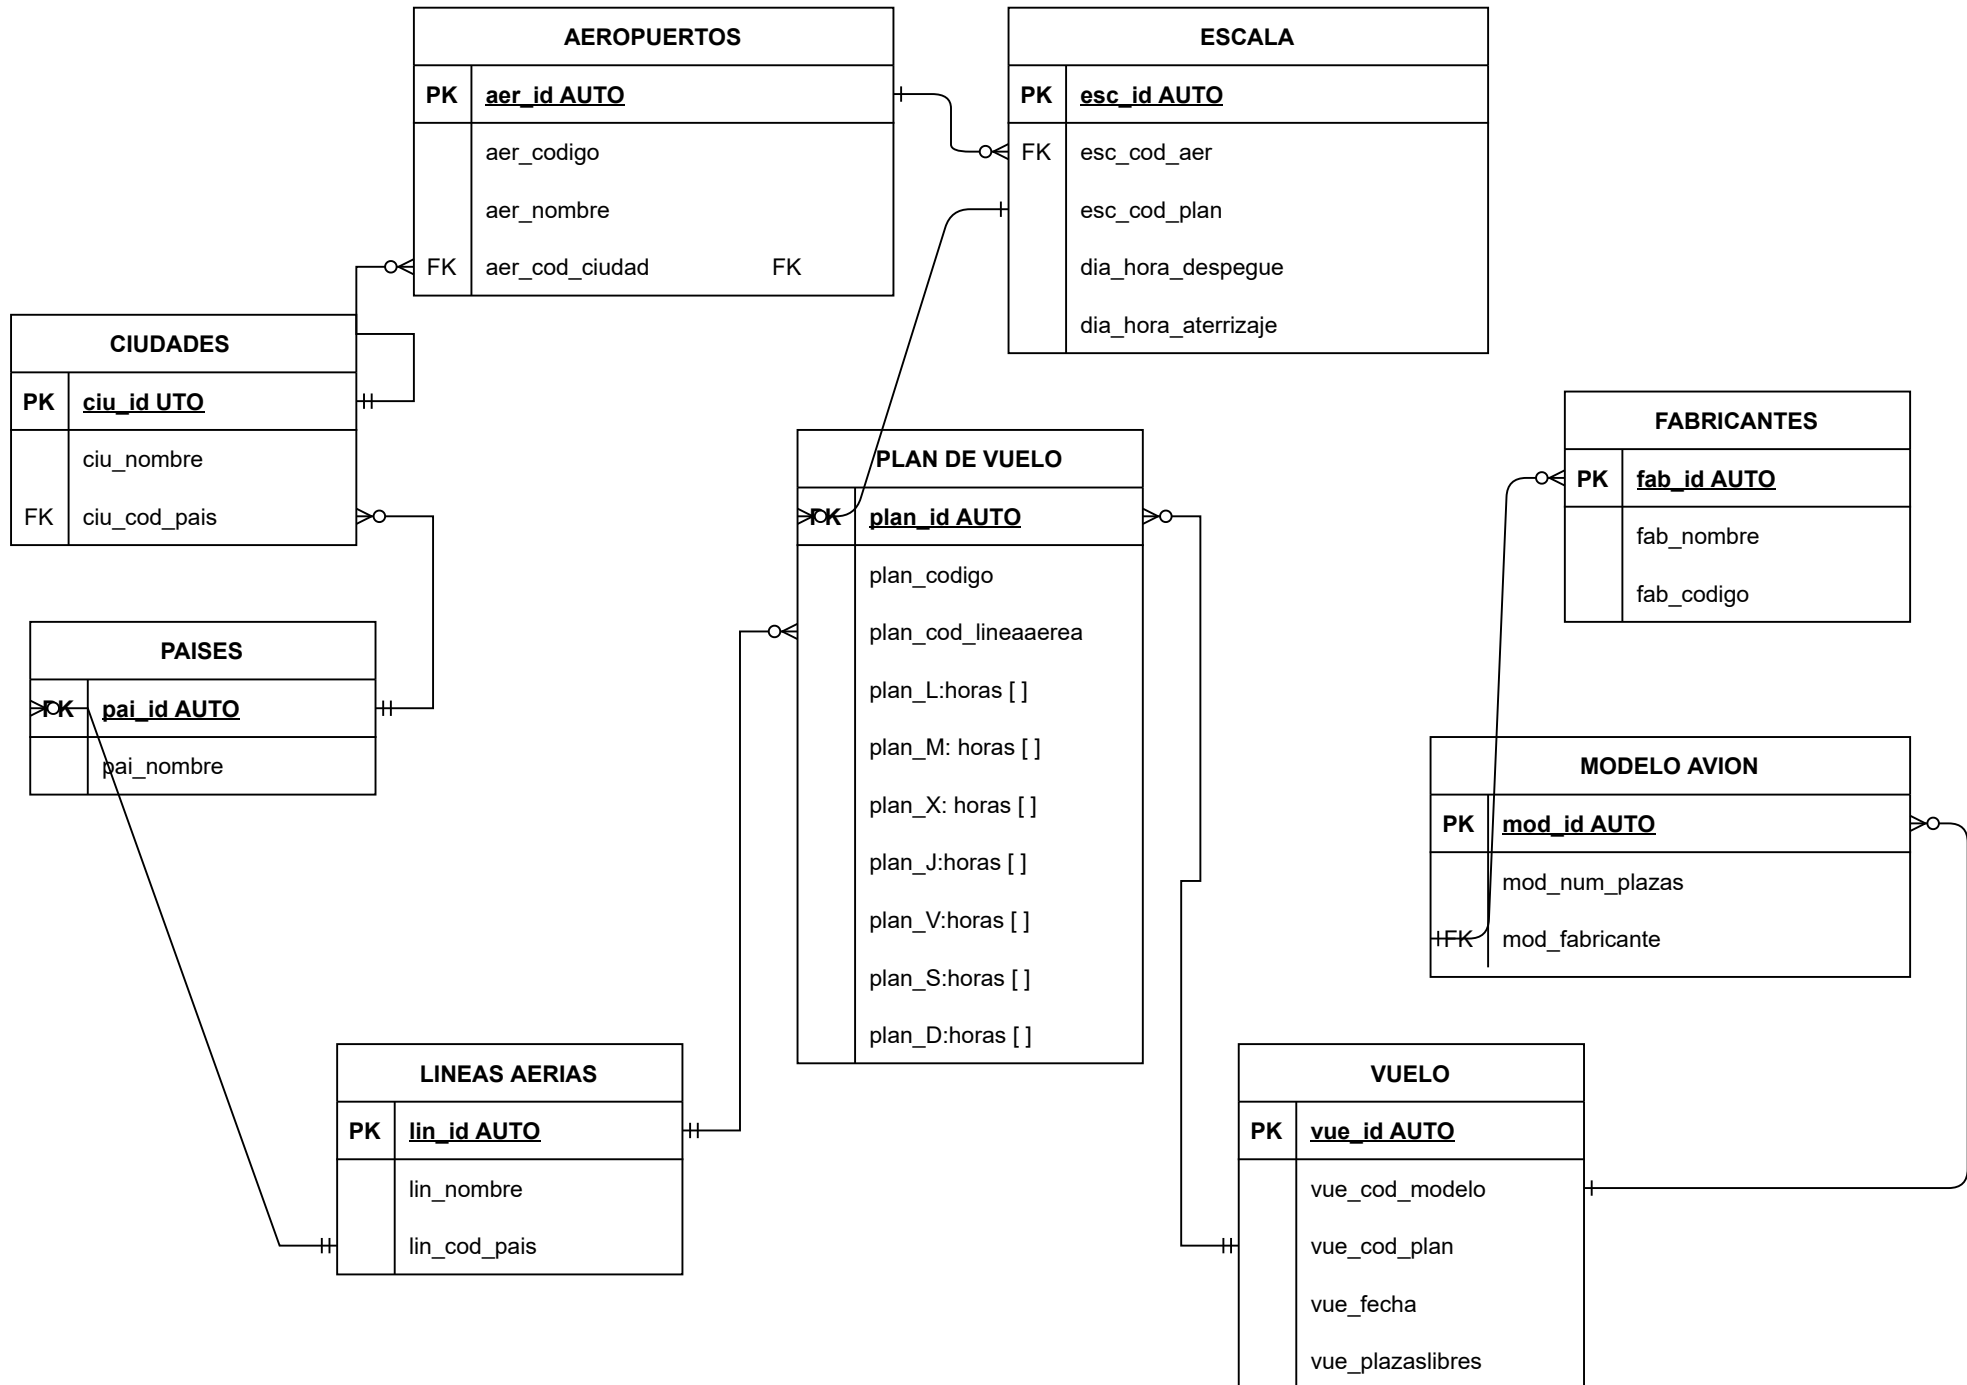 AEROPUERTOS
PK aer_id AUTO
aer_codigo
aer_nombre
FK aer_cod_ciudad FK
ESCALA
PK esc_id AUTO
FK esc_cod_aer
esc_cod_plan
dia_hora_despegue
dia_hora_aterrizaje
CIUDADES
PK ciu_id UTO
ciu_nombre
FK ciu_cod_pais
PLAN DE VUELO
PK plan_id AUTO
plan_codigo
plan_cod_lineaaerea
plan_L:horas [ ]
plan_M: horas [ ]
plan_X: horas [ ]
plan_J:horas [ ]
plan_V:horas [ ]
plan_S:horas [ ]
plan_D:horas [ ]
FABRICANTES
PK fab_id AUTO
fab_nombre
fab_codigo
PAISES
PK pai_id AUTO
pai_nombre
MODELO AVION
PK mod_id AUTO
mod_num_plazas
FK mod_fabricante
LINEAS AERIAS
PK lin_id AUTO
lin_nombre
lin_cod_pais
VUELO
PK vue_id AUTO
vue_cod_modelo
vue_cod_plan
vue_fecha
vue_plazaslibres